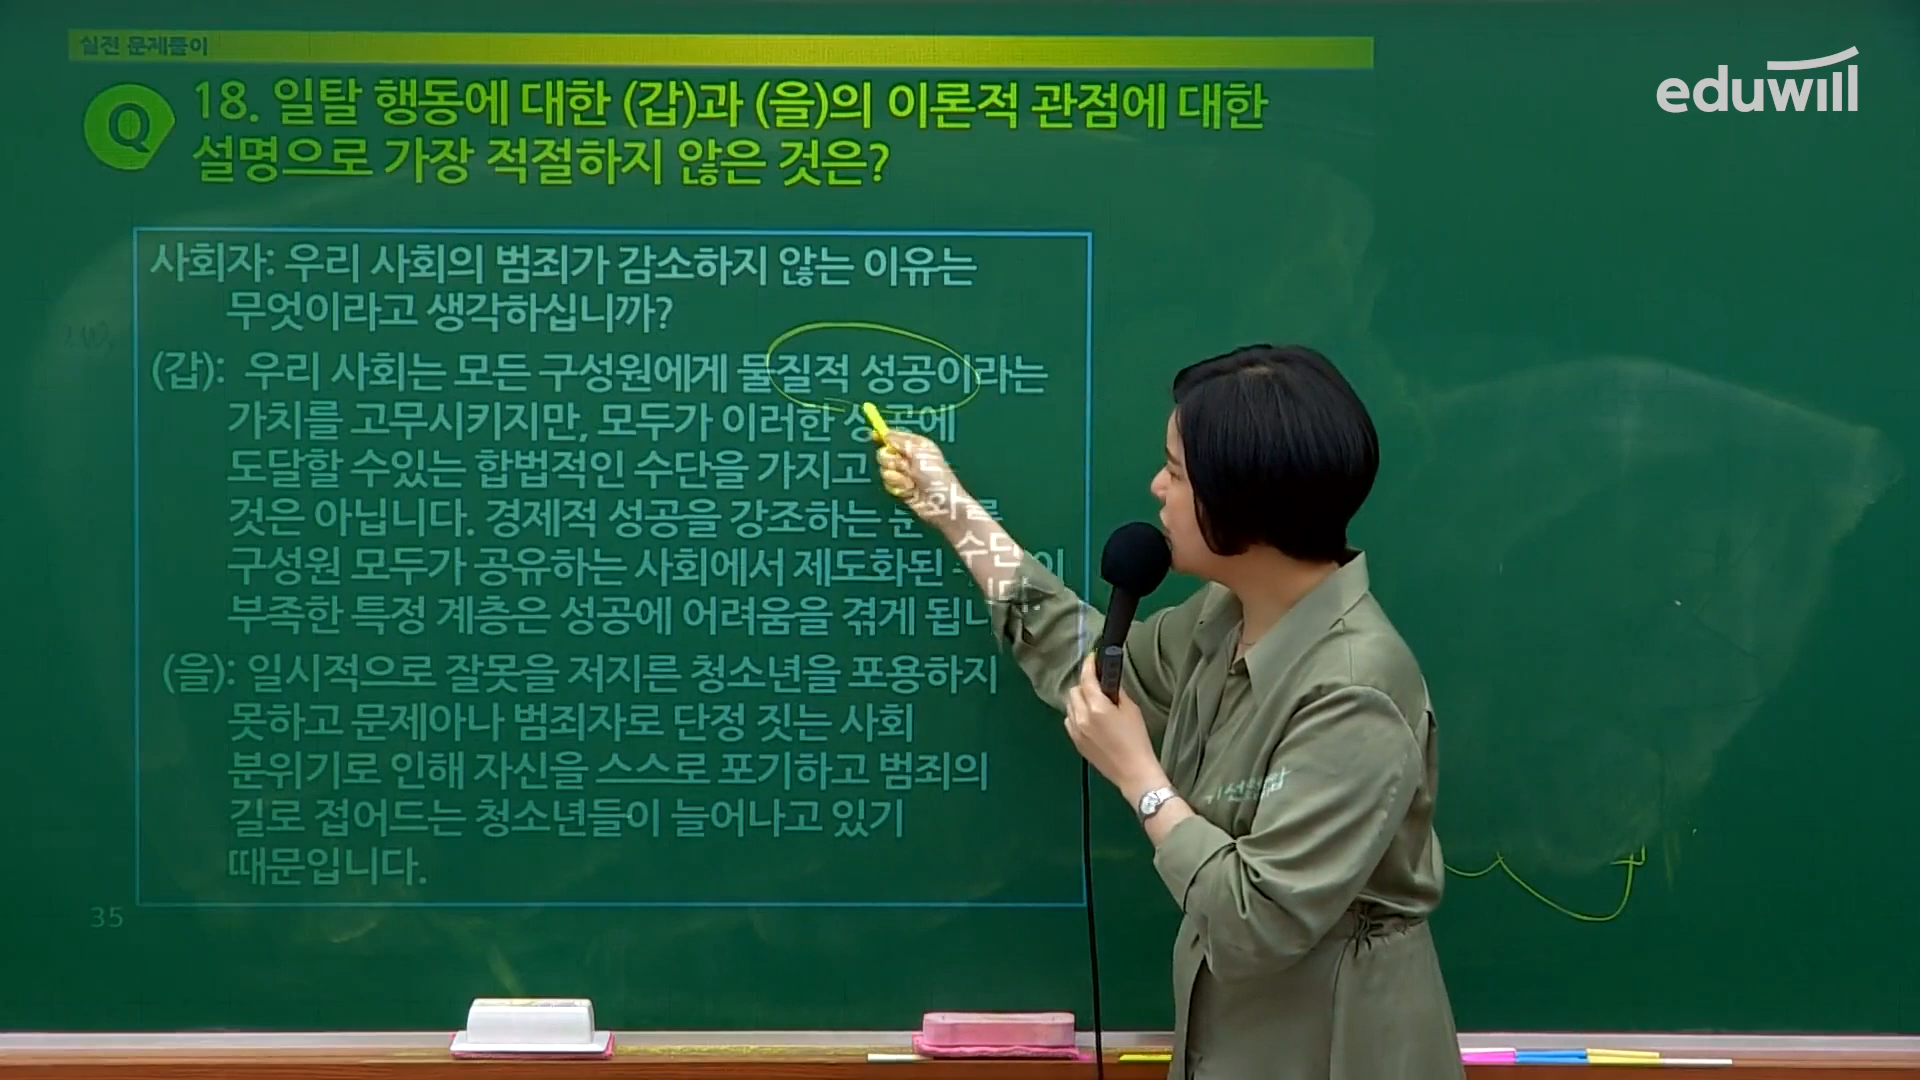 실전 문제풀이
eduwill
Q
18. 일탈 행동에 대한 (갑)과 (을)의 이론적 관점에 대한
설명으로 가장 적절하지 않은 것은?
사회자: 우리 사회의 범죄가 감소하지 않는 이유는
무엇이라고 생각하십니까?
(갑): 우리 사회는 모든 구성원에게 물질적 성공이라는
가치를 고무시키지만, 모두가 이러한 성공에
도달할 수있는 합법적인 수단을 가지고 있는
것은 아닙니다. 경제적 성공을 강조하는 문화를
구성원 모두가 공유하는 사회에서 제도화된 수단이
부족한 특정 계층은 성공에 어려움을 겪게 됩니다.
(을): 일시적으로 잘못을 저지른 청소년을 포용하지
못하고 문제아나 범죄자로 단정 짓는 사회
분위기로 인해 자신을 스스로 포기하고 범죄의
길로 접어드는 청소년들이 늘어나고 있기
때문입니다.
35